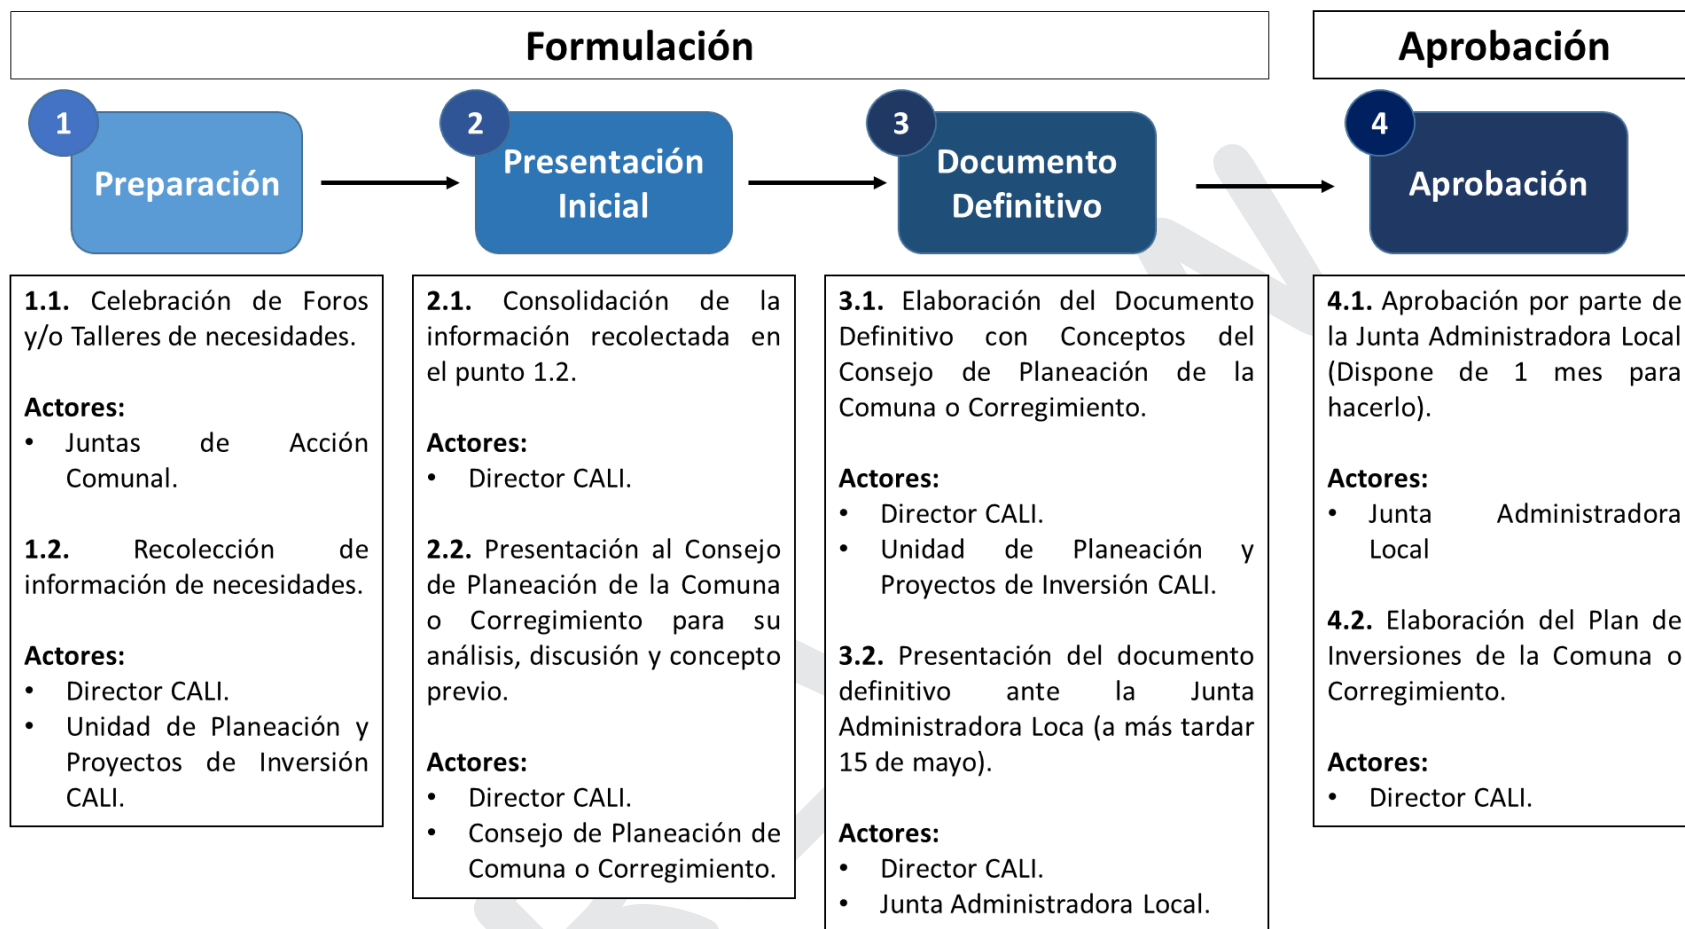 Formulación
Aprobación
1
Preparación
2
Presentación
Inicial
3
Documento
Definitivo
4
Aprobación
1.1. Celebración de Foros
y/o Talleres de necesidades.
Actores:
• Juntas de Acción
Comunal.
1.2. Recolección de
información de necesidades.
Actores:
• Director CALI.
• Unidad de Planeación y
Proyectos de Inversión
CALI.
2.1. Consolidación de la
información recolectada en
el punto 1.2.
Actores:
• Director CALI.
2.2. Presentación al Consejo
de Planeación de la Comuna
o Corregimiento para su
análisis, discusión y concepto
previo.
Actores:
• Director CALI.
• Consejo de Planeación de
Comuna o Corregimiento.
3.1. Elaboración del Documento
Definitivo con Conceptos del
Consejo de Planeación de la
Comuna o Corregimiento.
Actores:
• Director CALI.
• Unidad de Planeación y
Proyectos de Inversión CALI.
3.2. Presentación del documento
definitivo ante la Junta
Administradora Loca (a más tardar
15 de mayo).
Actores:
• Director CALI.
• Junta Administradora Local.
4.1. Aprobación por parte de
la Junta Administradora Local
(Dispone de 1 mes para
hacerlo).
Actores:
• Junta Administradora
Local
4.2. Elaboración del Plan de
Inversiones de la Comuna o
Corregimiento.
Actores:
• Director CALI.